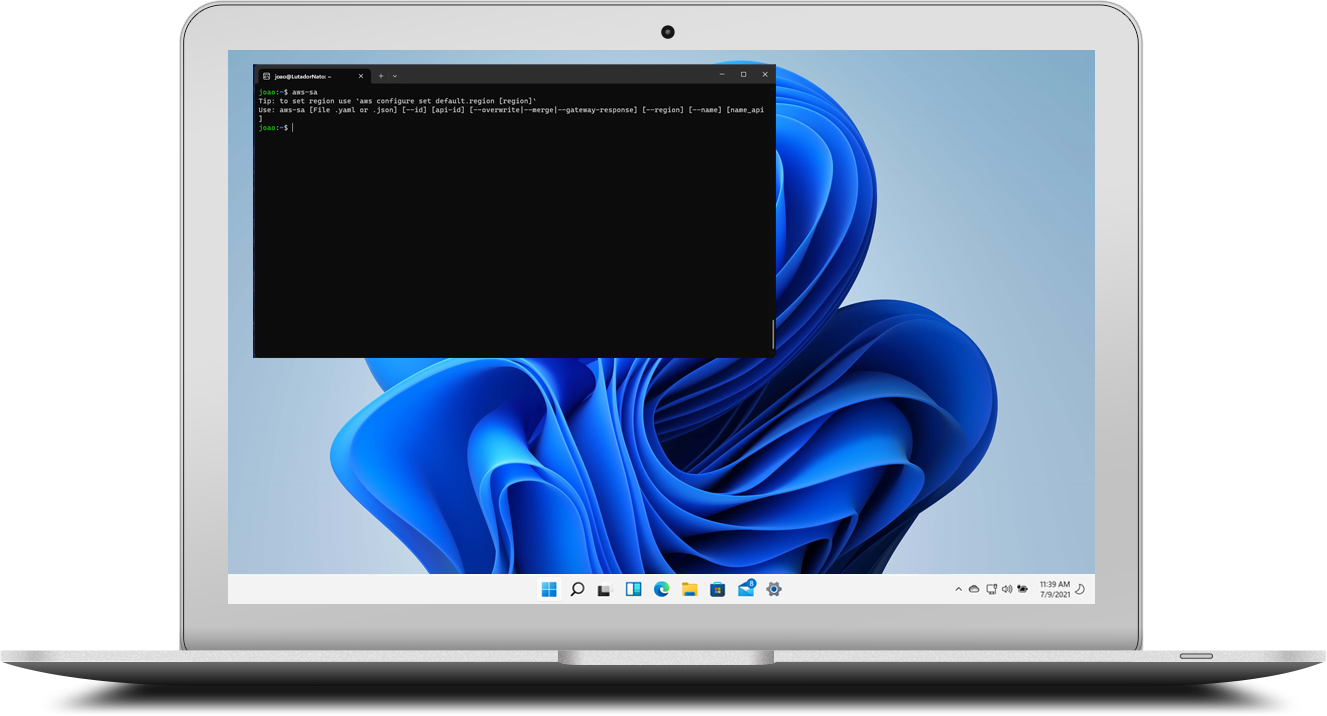 joao@LutadorNato: ~
joao:~$ aws-sa
Tip: to set region use 'aws configure set default.region [region]'
Use: aws-sa [File .yaml or .json] [--id] [api-id] [--overwrite|--merge|--gateway-response] [--region] [--name] [name_api
]
joao:~$
8
11:39 AM
7/9/2021